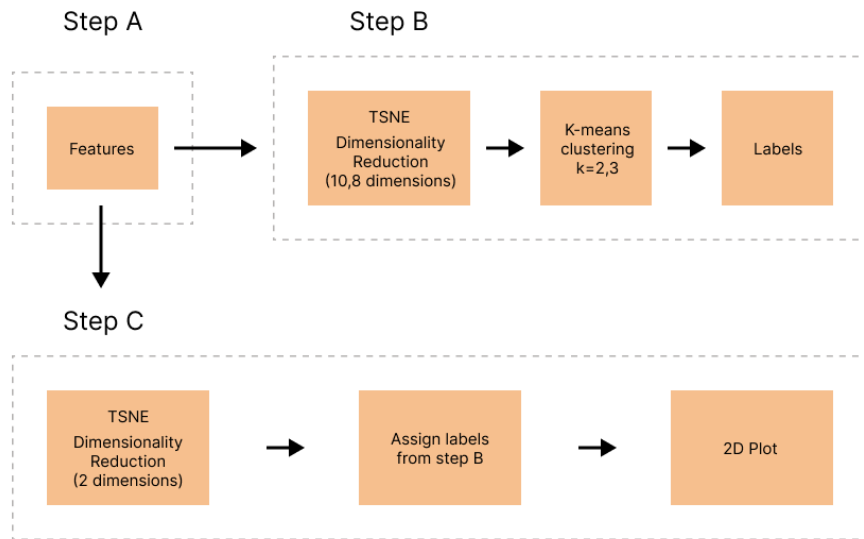 Step A
Step B
Features
TSNE
Dimensionality
Reduction
(10,8 dimensions)
K-means
clustering
k=2,3
Labels
Step C
TSNE
Dimensionality
Reduction
(2 dimensions)
Assign labels
from step B
2D Plot